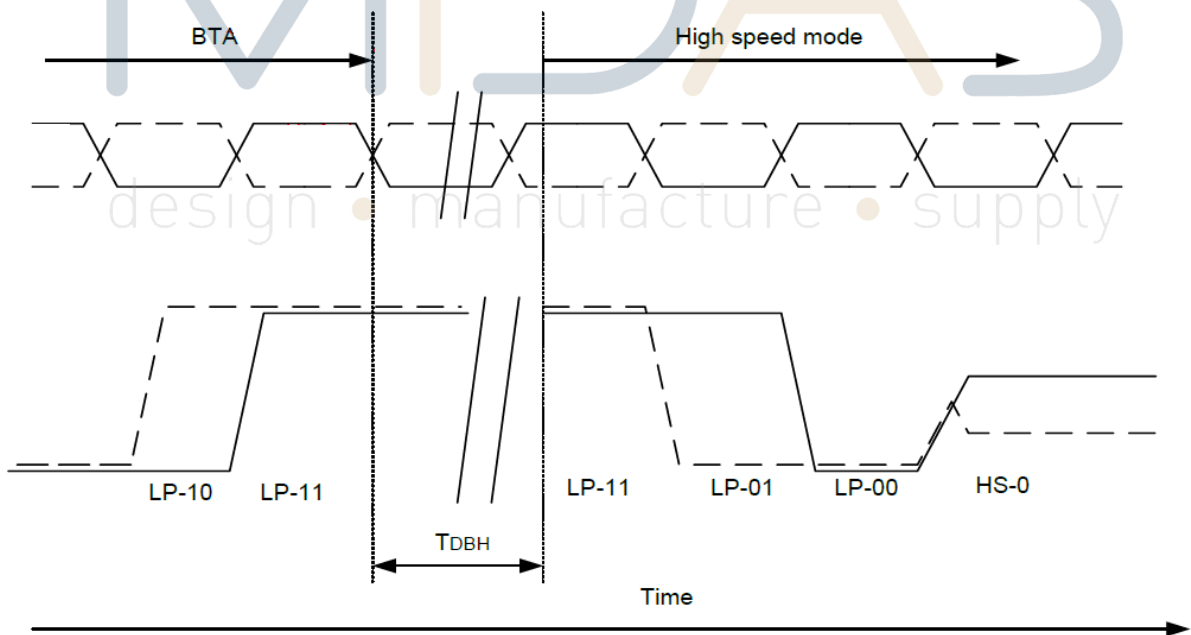 MIDAS
BTA
High speed mode
design • manufacture • supply
LP-10
LP-11
LP-11
LP-01
LP-00
HS-0
TDBH
Time